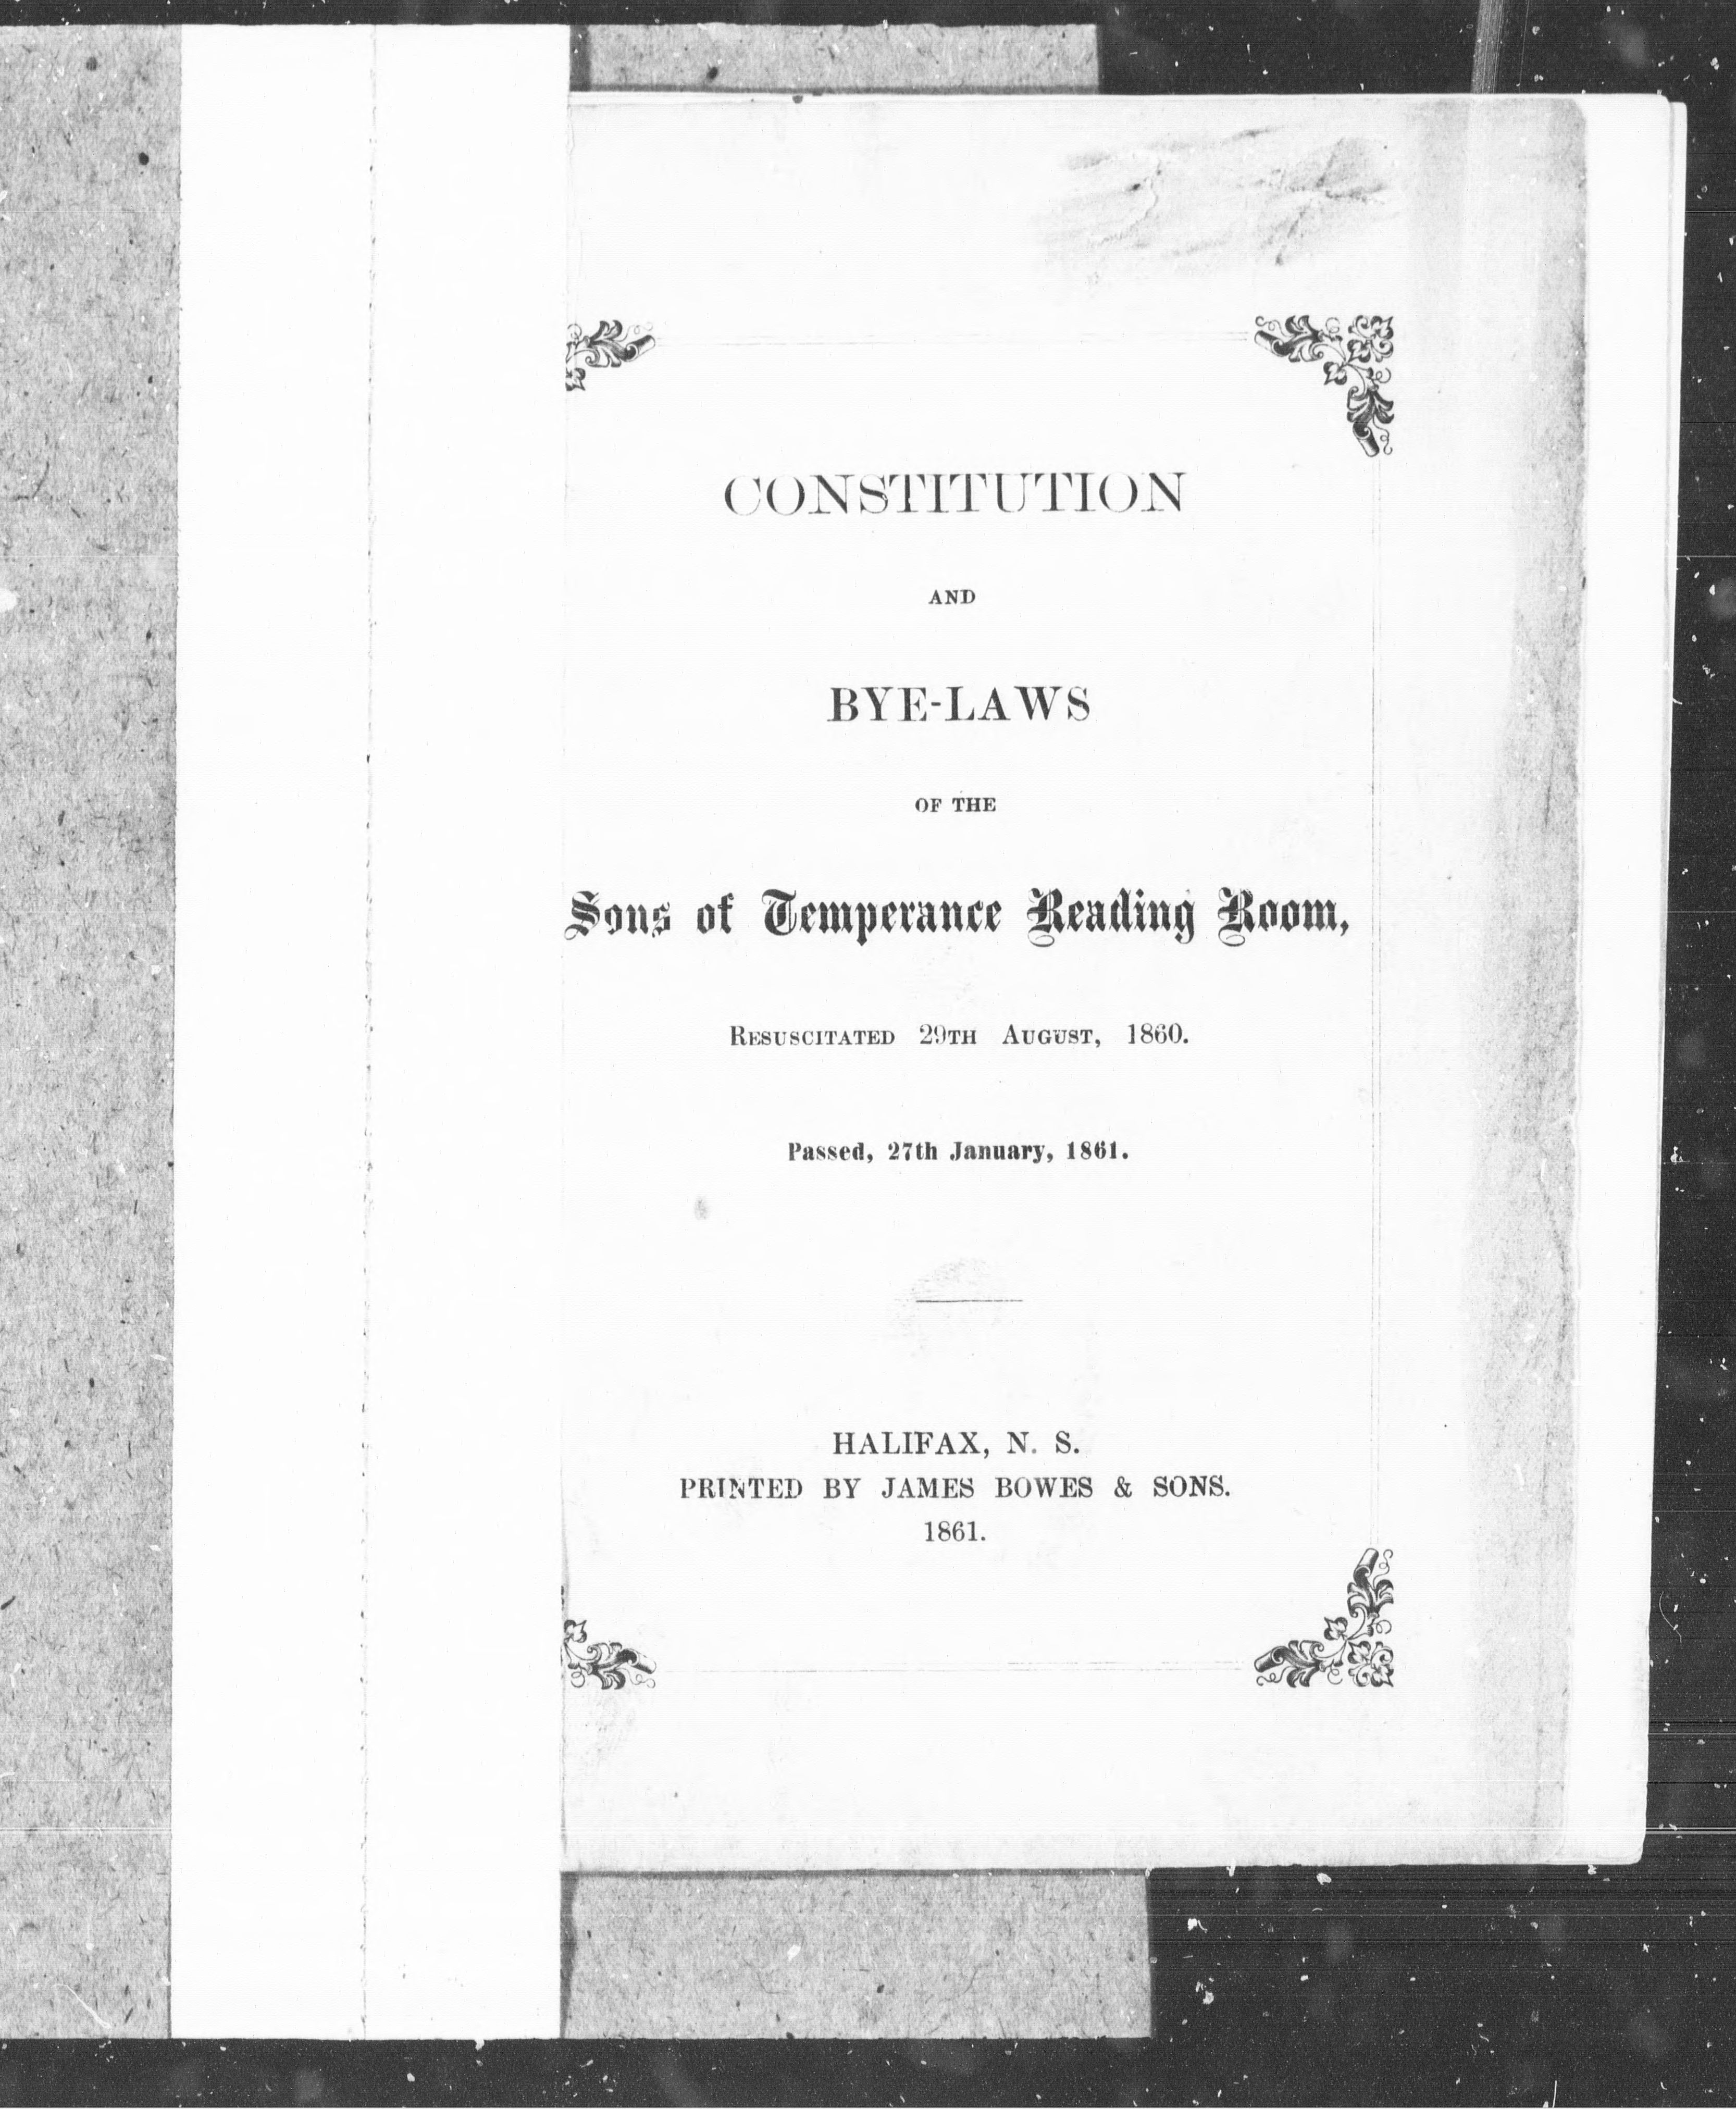 CONSTITUTION
AND
BYE-LAWS
OF THE
Sons of Temperance Reading Room,
RESUSCITATED 29TH AUGUST, 1860.
Passed, 27th January, 1861.
HALIFAX, N. S.
PRINTED BY JAMES BOWES & SONS.
1861.